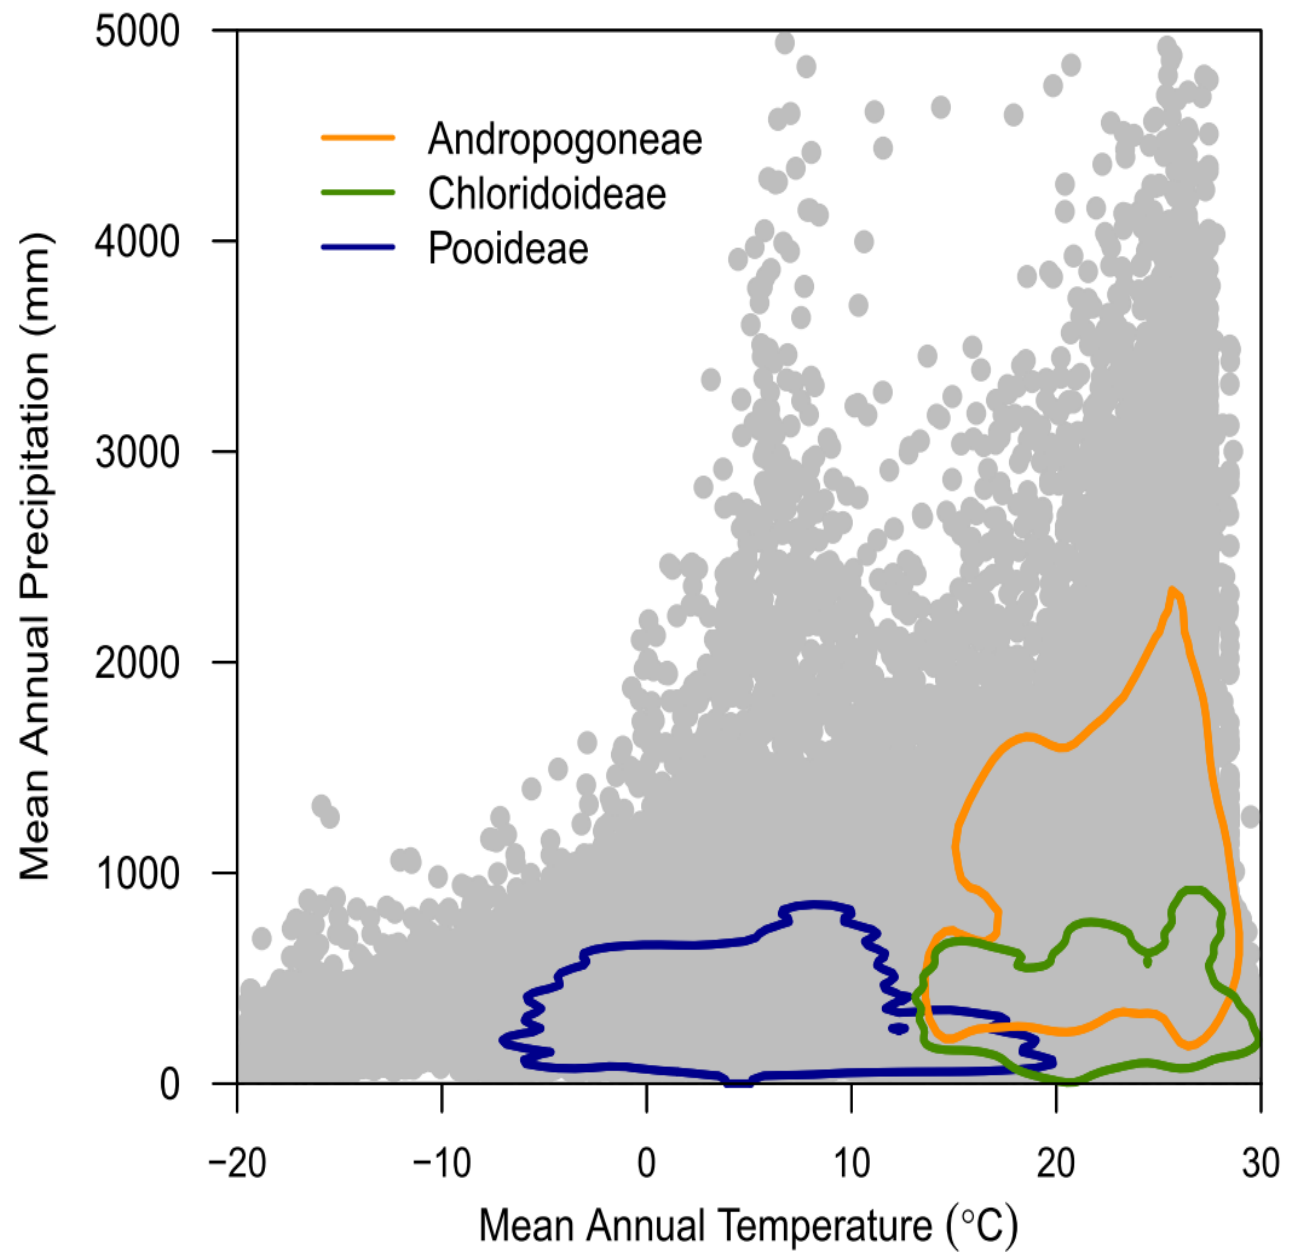 5000
4000
3000
2000
1000
0
Mean Annual Precipitation (mm)
Andropogoneae
Chloridoideae
Pooideae
−20 −10 0 10 20 30
Mean Annual Temperature (°C)